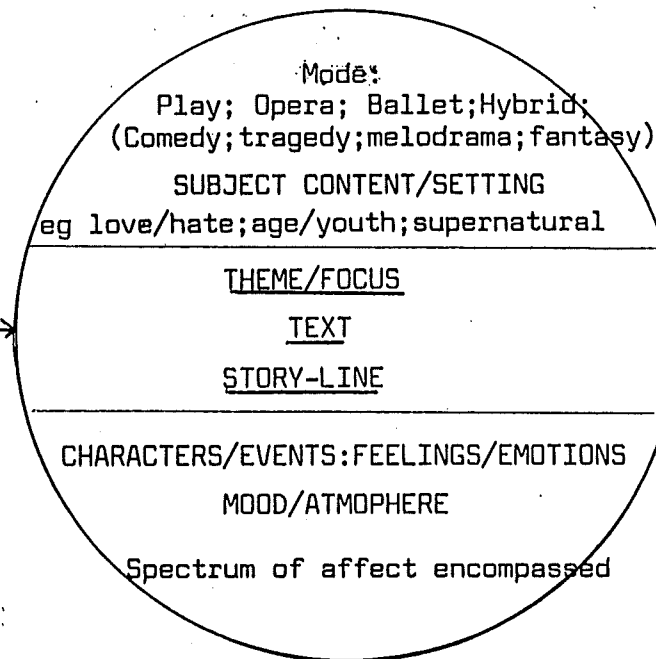 Mode:
Play; Opera; Ballet;Hybrid;
(Comedy;tragedy;melodrama;fantasy)
SUBJECT CONTENT/SETTING
eg love/hate;age/youth;supernatural
THEME/FOCUS
TEXT
STORY-LINE
CHARACTERS/EVENTS:FEELINGS/EMOTIONS
MOOD/ATMOPHERE
Spectrum of affect encompassed